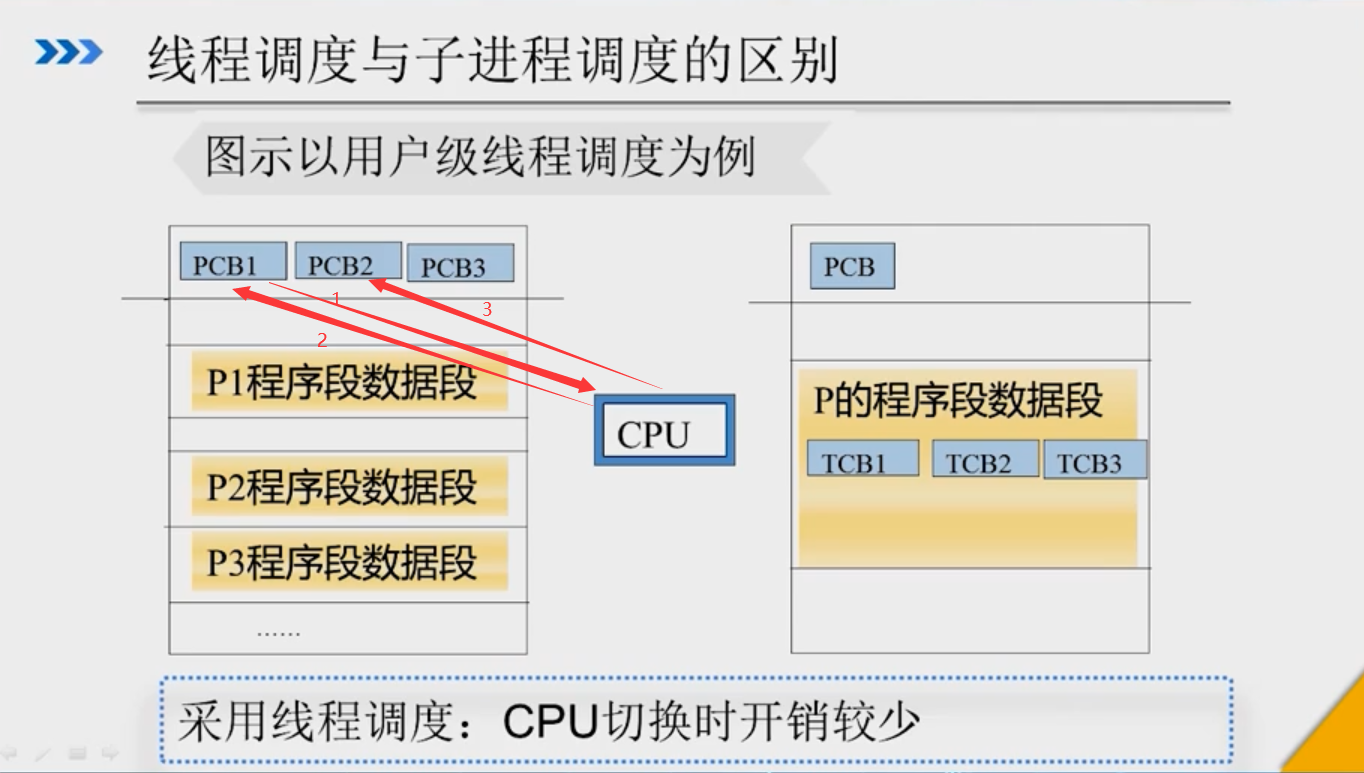 线程调度与子进程调度的区别
图示以用户级线程调度为例
PCB1 PCB2 PCB3
1
3
2
P1程序段数据段
P2程序段数据段
P3程序段数据段
......
CPU
PCB
P的程序段数据段
TCB1 TCB2 TCB3
采用线程调度：CPU切换时开销较少